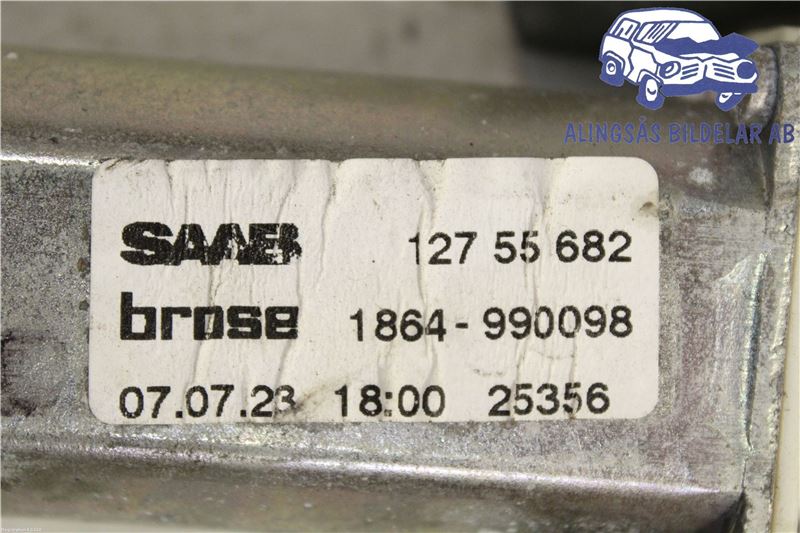 ALINGSÅS BILDELAR AB
SAAB 127 55 682
brose 1864-990098
07.07.23 18:00 25356